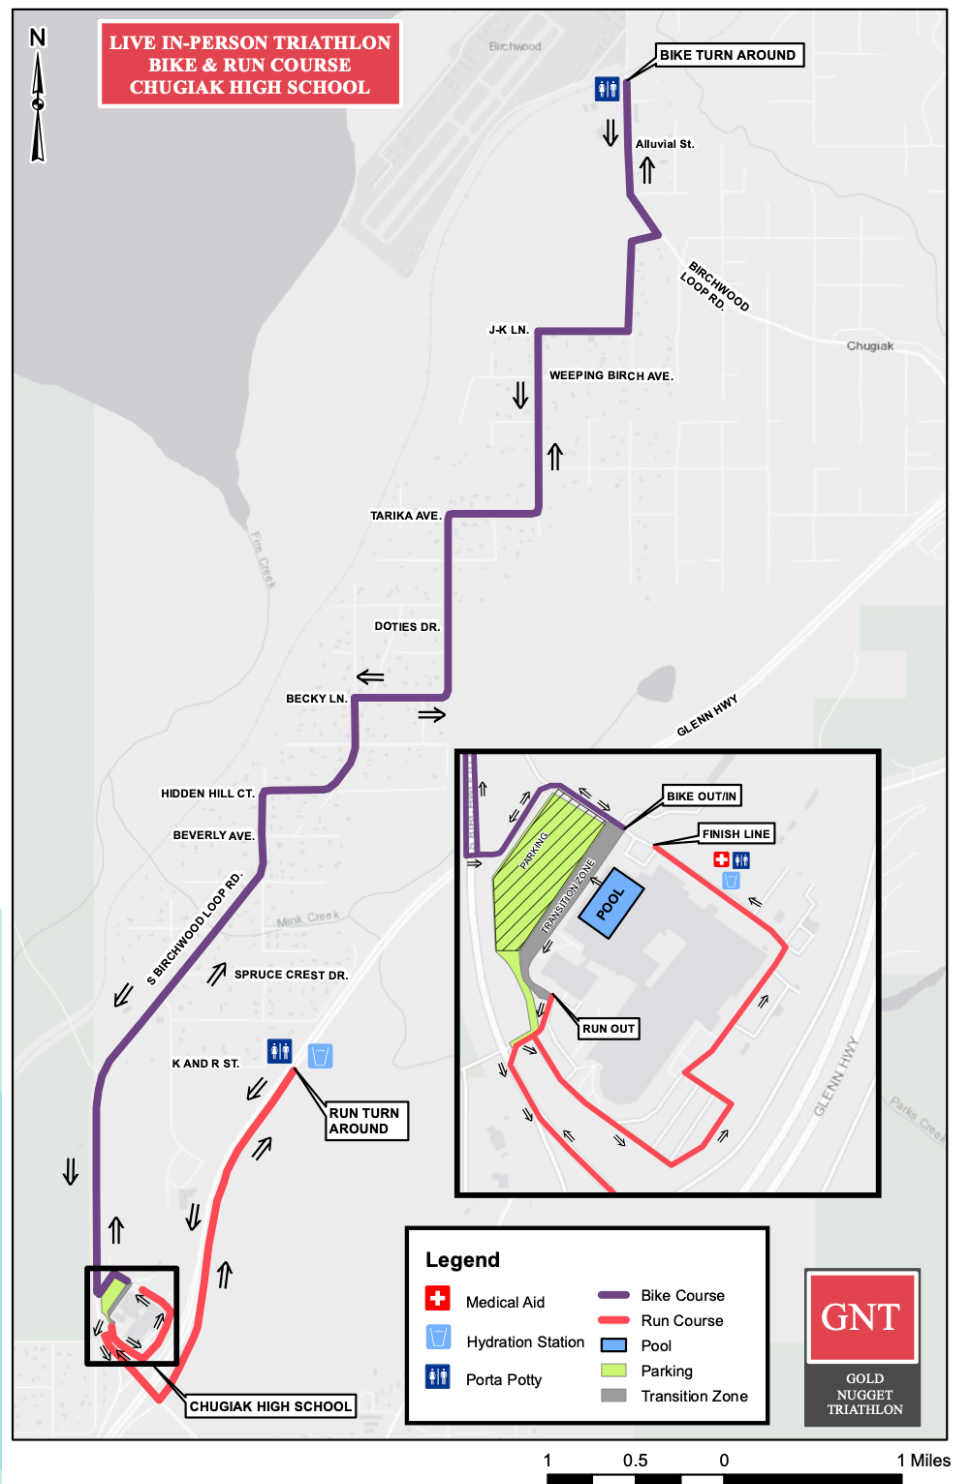 N
LIVE IN-PERSON TRIATHLON
BIKE & RUN COURSE
CHUGIAK HIGH SCHOOL
Birchwood
BIKE TURN AROUND
Alluvial St.
BIRCHWOOD
LOOP RD.
J-K LN.
Chugiak
WEEPING BIRCH AVE.
TARIKA AVE.
Fire Creek
DOTIES DR.
BECKY LN.
GLENN HWY
HIDDEN HILL CT.
BEVERLY AVE.
S BIRCHWOOD LOOP RD.
Mink Creek
SPRUCE CREST DR.
K AND R ST.
RUN TURN
AROUND
BIKE OUT/IN
FINISH LINE
PARKING
TRANSITION ZONE
POOL
RUN OUT
GLENN HWY
Parks Creek
CHUGIAK HIGH SCHOOL
Legend
Medical Aid
Hydration Station
Porta Potty
Bike Course
Run Course
Pool
Parking
Transition Zone
GNT
GOLD
NUGGET
TRIATHLON
1 0.5 0 1 Miles